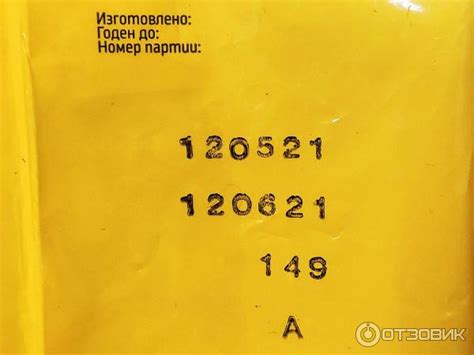 Изготовлено:
Годен до:
Номер партии:
120521
120621
149
A
ОТЗОВИК